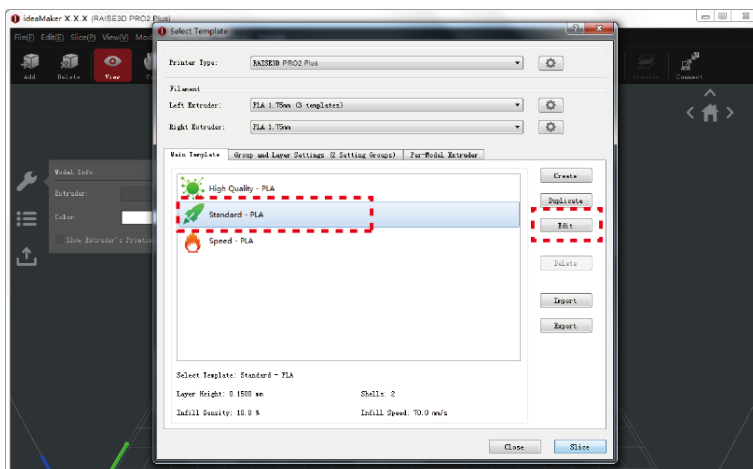 ideaMaker X.X.X (RAISE3D PRO2 Plus)
File(F) Edit(E) Slice(P) View(V)
Select Template
Add Delete View
Connect
Printer Type: RAISE3D PRO2 Plus
Filament
Left Extruder: PLA 1.75mm (3 templates)
Right Extruder: PLA 1.75mm
Main Template Group and Layer Settings (2 Setting Groups) Per-Model Extruder
Model Info
Extruder:
Color:
Show Extruder's Printin
High Quality - PLA
Standard - PLA
Speed - PLA
Create
Duplicate
Edit
Delete
Import
Export
Select Template: Standard - PLA
Layer Height: 0.1500 mm Shells: 2
Infill Density: 10.0 % Infill Speed: 70.0 mm/s
Close Slice